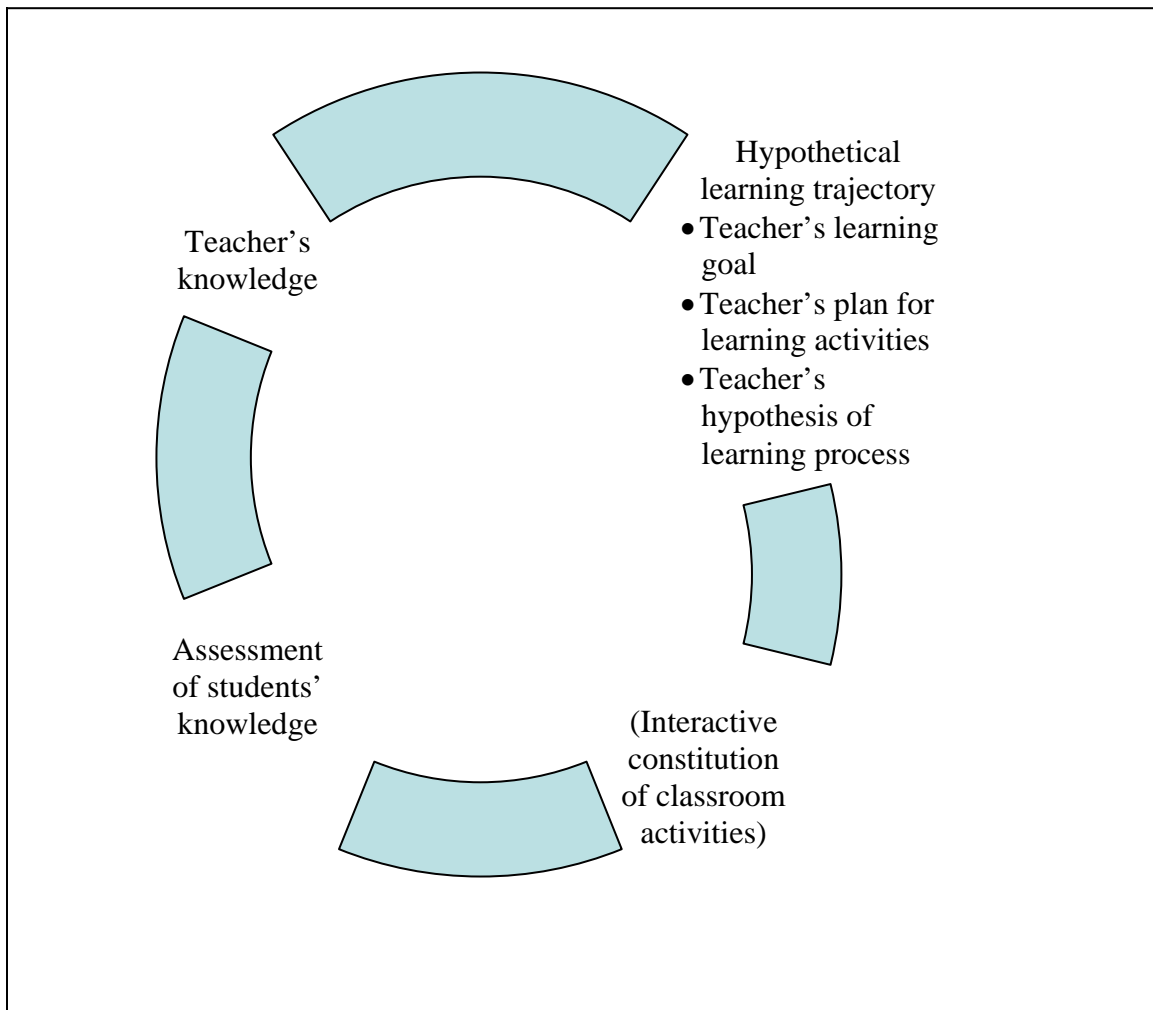 Hypothetical
learning trajectory
• Teacher’s learning
goal
• Teacher’s plan for
learning activities
• Teacher’s
hypothesis of
learning process
Teacher’s
knowledge
Assessment
of students’
knowledge
(Interactive
constitution
of classroom
activities)